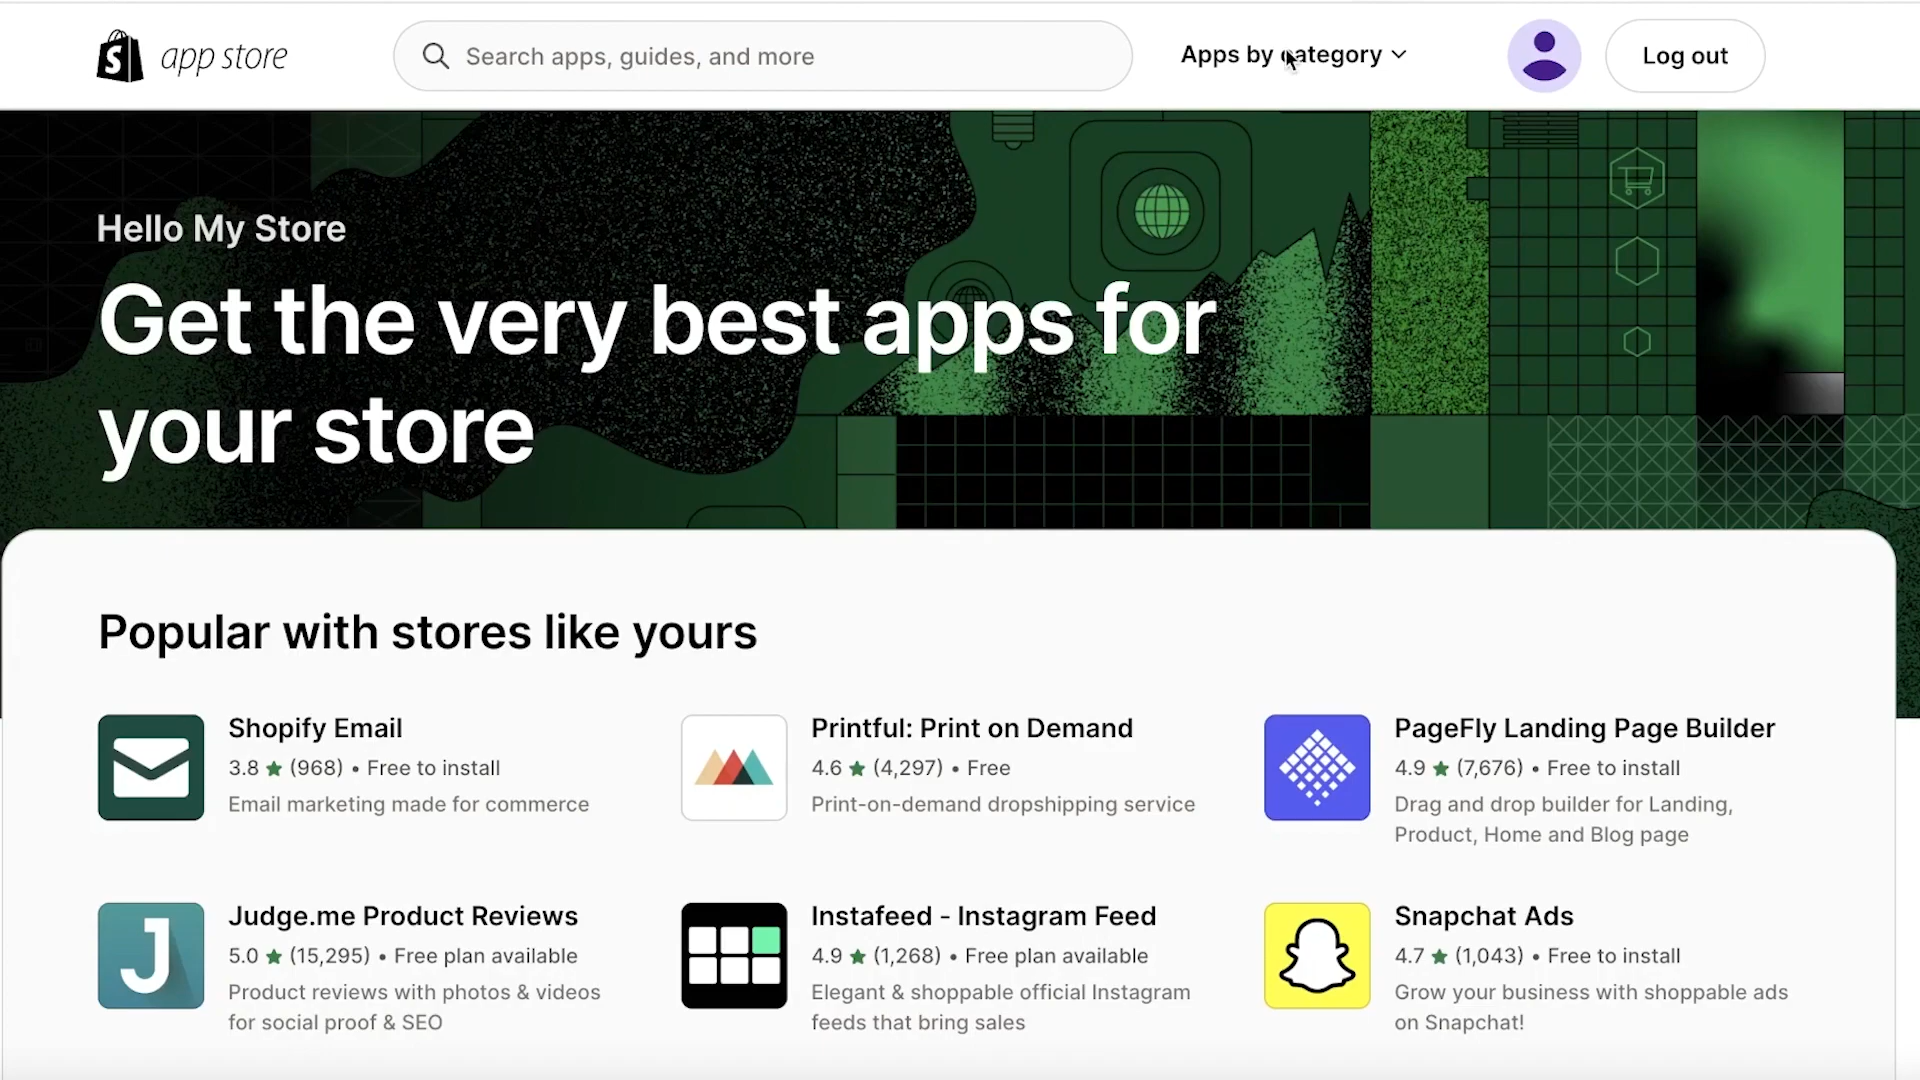 app store
Search apps, guides, and more
Apps by category
Log out
Hello My Store
Get the very best apps for
your store
Popular with stores like yours
Shopify Email
3.8 ★ (968) • Free to install
Email marketing made for commerce
Printful: Print on Demand
4.6 ★ (4,297) • Free
Print-on-demand dropshipping service
PageFly Landing Page Builder
4.9 ★ (7,676) • Free to install
Drag and drop builder for Landing,
Product, Home and Blog page
Judge.me Product Reviews
5.0 ★ (15,295) • Free plan available
Product reviews with photos & videos
for social proof & SEO
Instafeed - Instagram Feed
4.9 ★ (1,268) • Free plan available
Elegant & shoppable official Instagram
feeds that bring sales
Snapchat Ads
4.7 ★ (1,043) • Free to install
Grow your business with shoppable ads
on Snapchat!